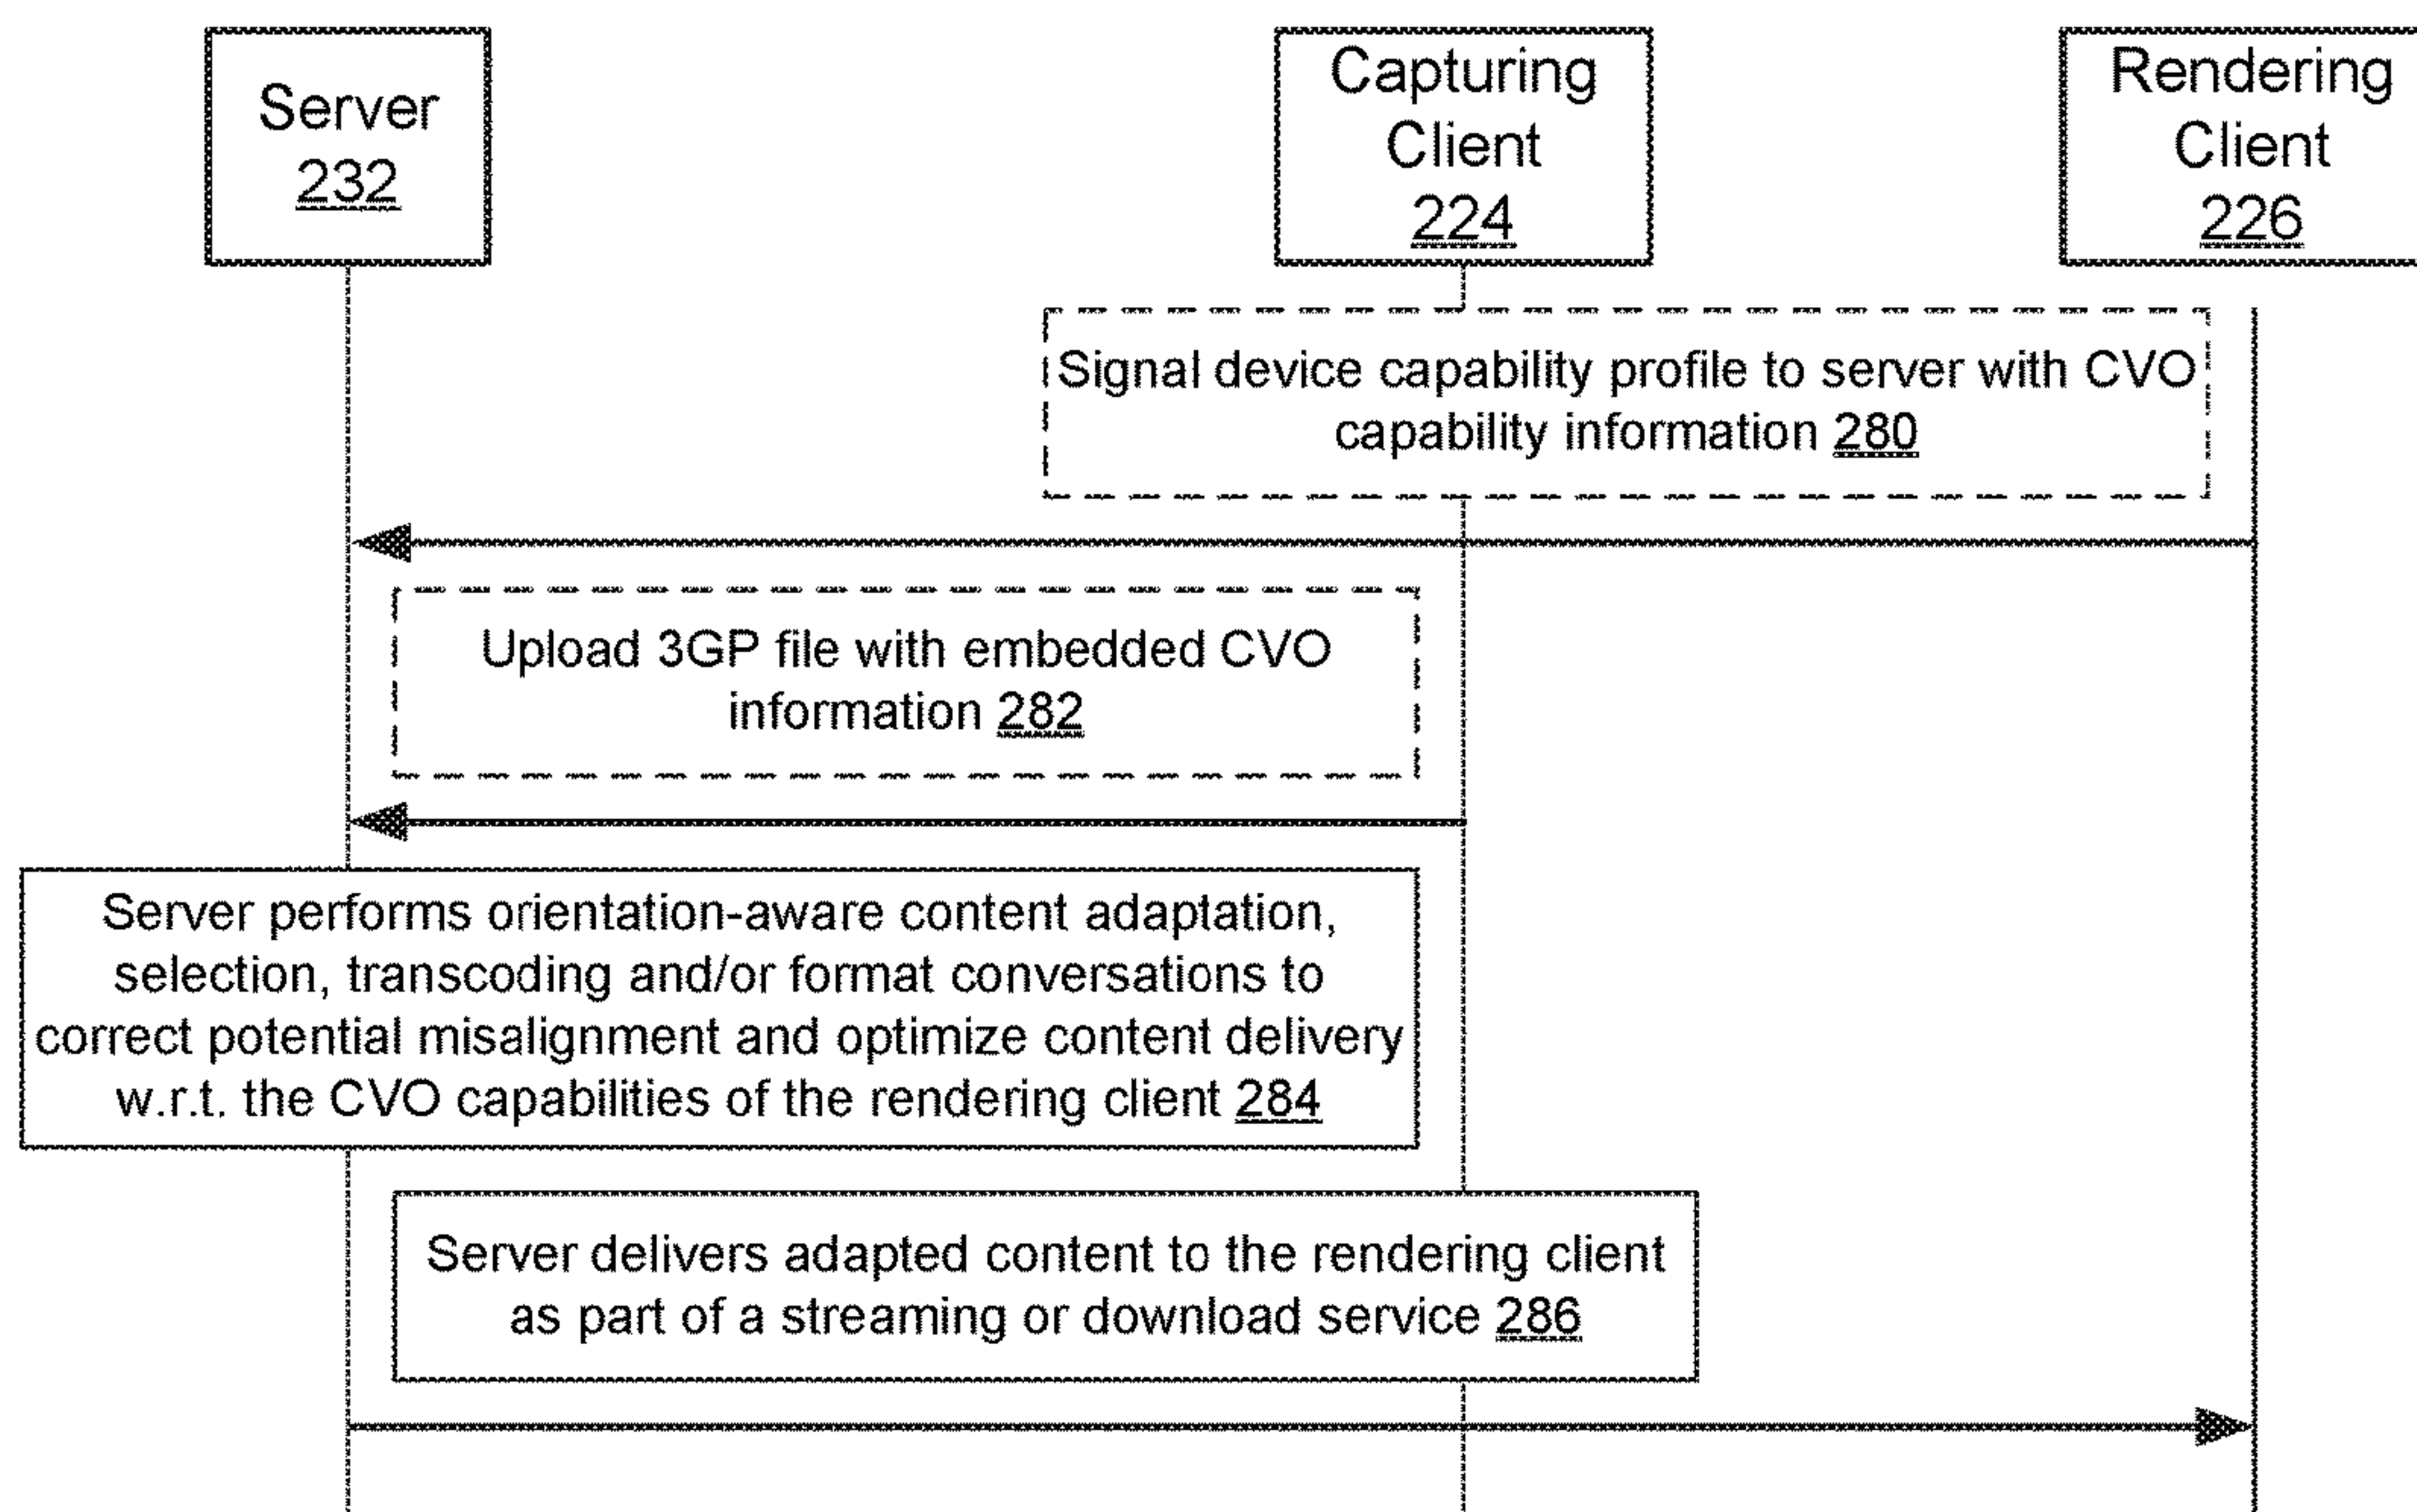 Server
232
Capturing
Client
224
Rendering
Client
226
Signal device capability profile to server with CVO
capability information 280
Upload 3GP file with embedded CVO
information 282
Server performs orientation-aware content adaptation,
selection, transcoding and/or format conversations to
correct potential misalignment and optimize content delivery
w.r.t. the CVO capabilities of the rendering client 284
Server delivers adapted content to the rendering client
as part of a streaming or download service 286